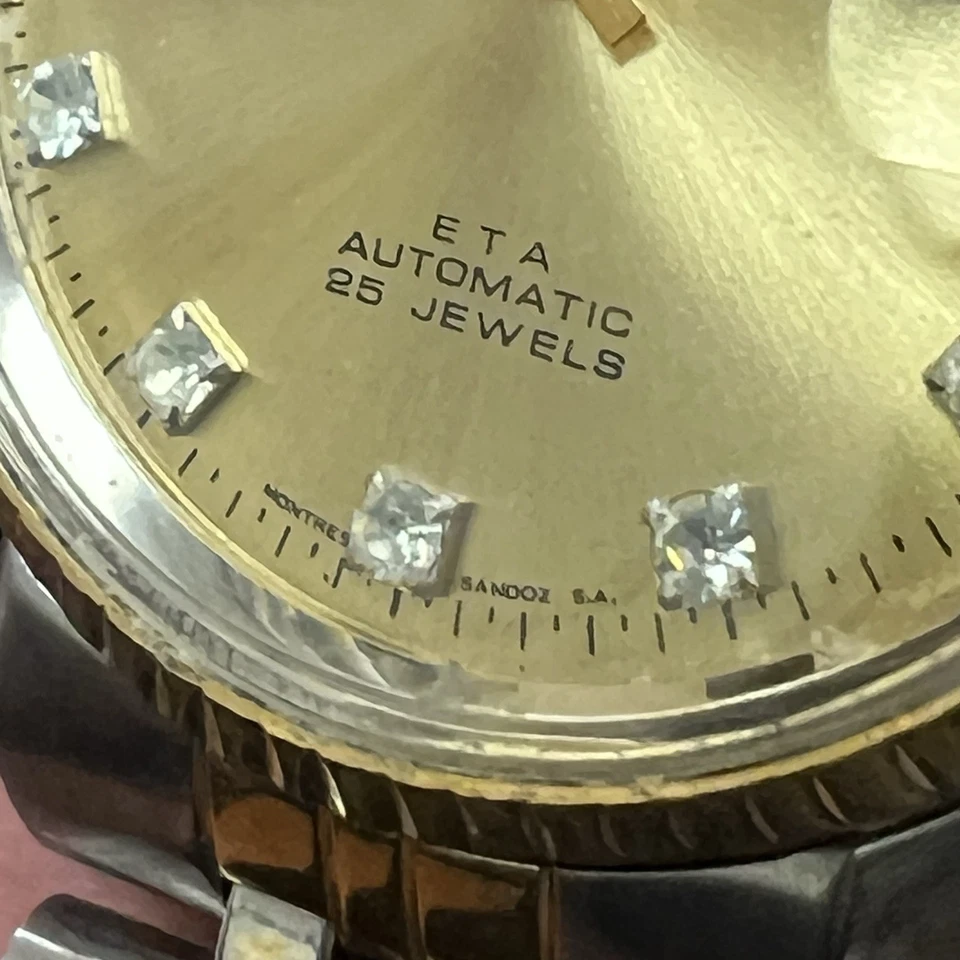 ETA
AUTOMATIC
25 JEWELS
MONTRES SANDOZ S.A.